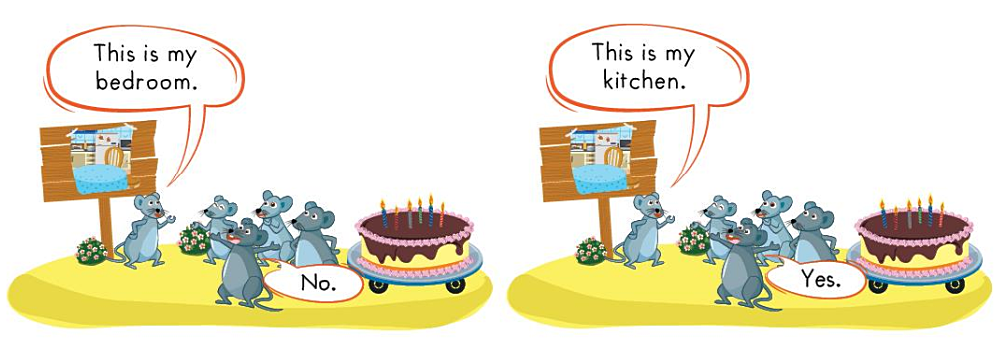 This is my
bedroom.
No.
This is my
kitchen.
Yes.